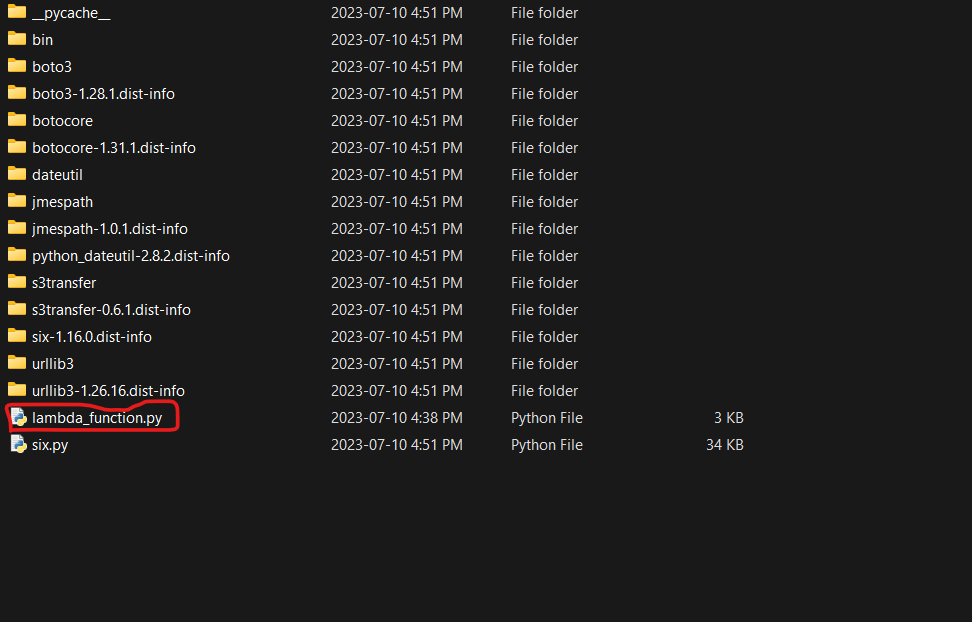 __pycache__ 2023-07-10 4:51 PM File folder
bin 2023-07-10 4:51 PM File folder
boto3 2023-07-10 4:51 PM File folder
boto3-1.28.1.dist-info 2023-07-10 4:51 PM File folder
botocore 2023-07-10 4:51 PM File folder
botocore-1.31.1.dist-info 2023-07-10 4:51 PM File folder
dateutil 2023-07-10 4:51 PM File folder
jmespath 2023-07-10 4:51 PM File folder
jmespath-1.0.1.dist-info 2023-07-10 4:51 PM File folder
python_dateutil-2.8.2.dist-info 2023-07-10 4:51 PM File folder
s3transfer 2023-07-10 4:51 PM File folder
s3transfer-0.6.1.dist-info 2023-07-10 4:51 PM File folder
six-1.16.0.dist-info 2023-07-10 4:51 PM File folder
urllib3 2023-07-10 4:51 PM File folder
urllib3-1.26.16.dist-info 2023-07-10 4:51 PM File folder
lambda_function.py 2023-07-10 4:38 PM Python File 3 KB
six.py 2023-07-10 4:51 PM Python File 34 KB